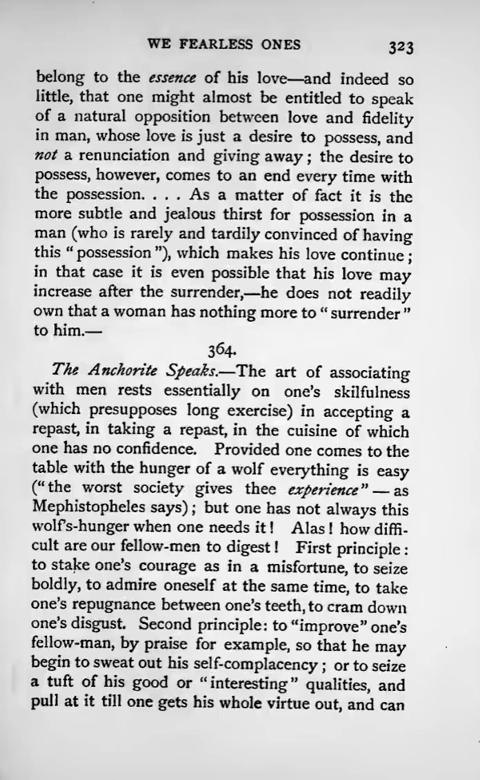 WE FEARLESS ONES 323
belong to the essence of his love—and indeed so
little, that one might almost be entitled to speak
of a natural opposition between love and fidelity
in man, whose love is just a desire to possess, and
not a renunciation and giving away; the desire to
possess, however, comes to an end every time with
the possession. . . . As a matter of fact it is the
more subtle and jealous thirst for possession in a
man (who is rarely and tardily convinced of having
this “possession”), which makes his love continue;
in that case it is even possible that his love may
increase after the surrender,—he does not readily
own that a woman has nothing more to “surrender”
to him.—
364.
The Anchorite Speaks.—The art of associating
with men rests essentially on one’s skilfulness
(which presupposes long exercise) in accepting a
repast, in taking a repast, in the cuisine of which
one has no confidence. Provided one comes to the
table with the hunger of a wolf everything is easy
(“the worst society gives thee experience”—as
Mephistopheles says); but one has not always this
wolf’s-hunger when one needs it! Alas! how diffi-
cult are our fellow-men to digest! First principle:
to stake one’s courage as in a misfortune, to seize
boldly, to admire oneself at the same time, to take
one’s repugnance between one’s teeth, to cram down
one’s disgust. Second principle: to “improve” one’s
fellow-man, by praise for example, so that he may
begin to sweat out his self-complacency; or to seize
a tuft of his good or “interesting” qualities, and
pull at it till one gets his whole virtue out, and can